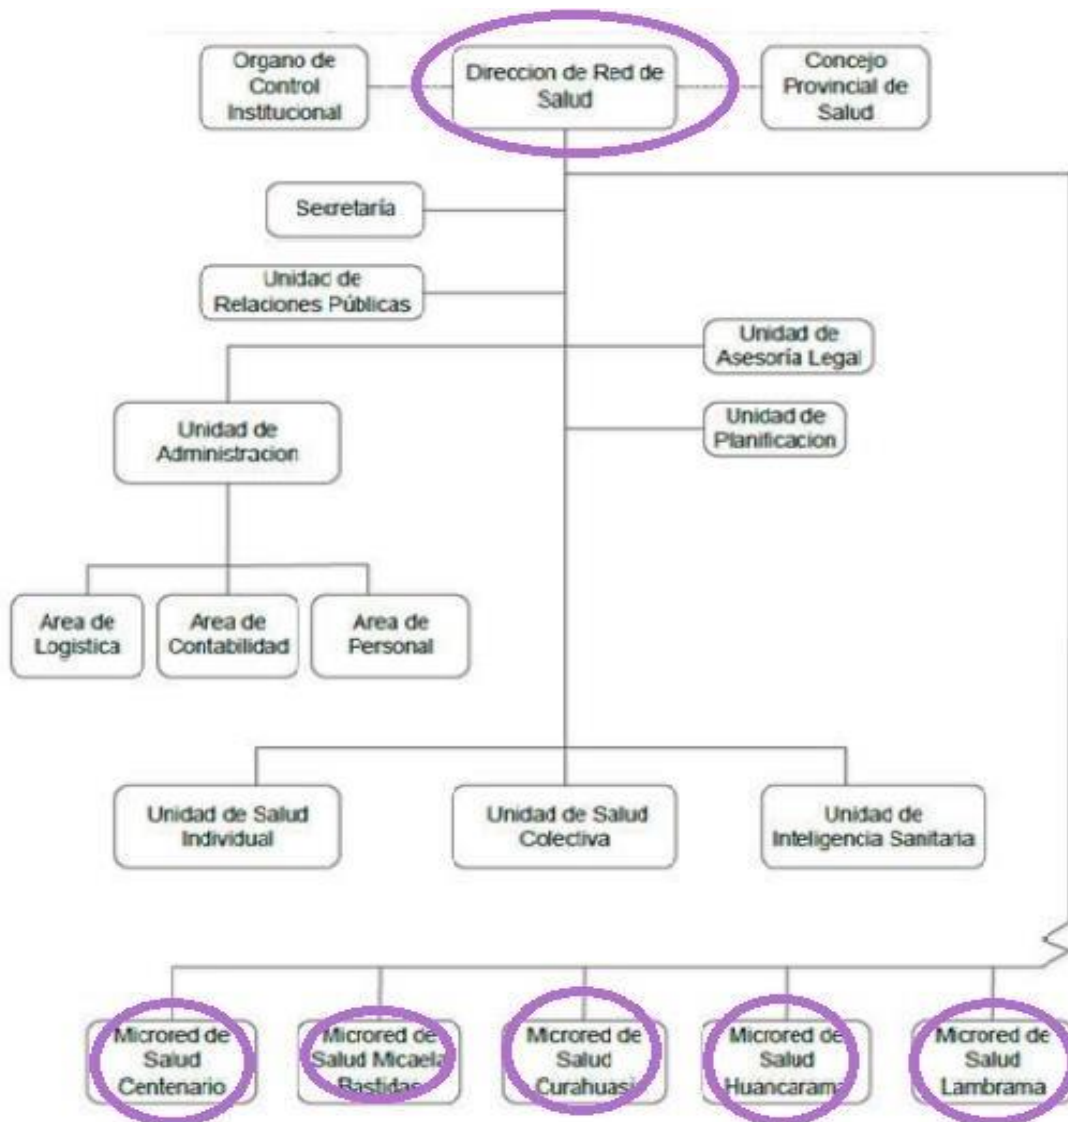 Organo de
Control
Institucional
Direccion de Red de
Salud
Concejo
Provincial de
Salud
Secretaría
Unidad de
Relaciones Públicas
Unidad de
Asesoría Legal
Unidad de
Planificacion
Unidad de
Administracion
Area de
Logistica
Area de
Contabilidad
Area de
Personal
Unidad de Salud
Individual
Unidad de Salud
Colectiva
Unidad de
Inteligencia Sanitaria
Microred de
Salud
Centenario
Microred de
Salud Micaela
Bastidas
Microred de
Salud
Curahuasi
Microred de
Salud
Huancarama
Microred de
Salud
Lambrama